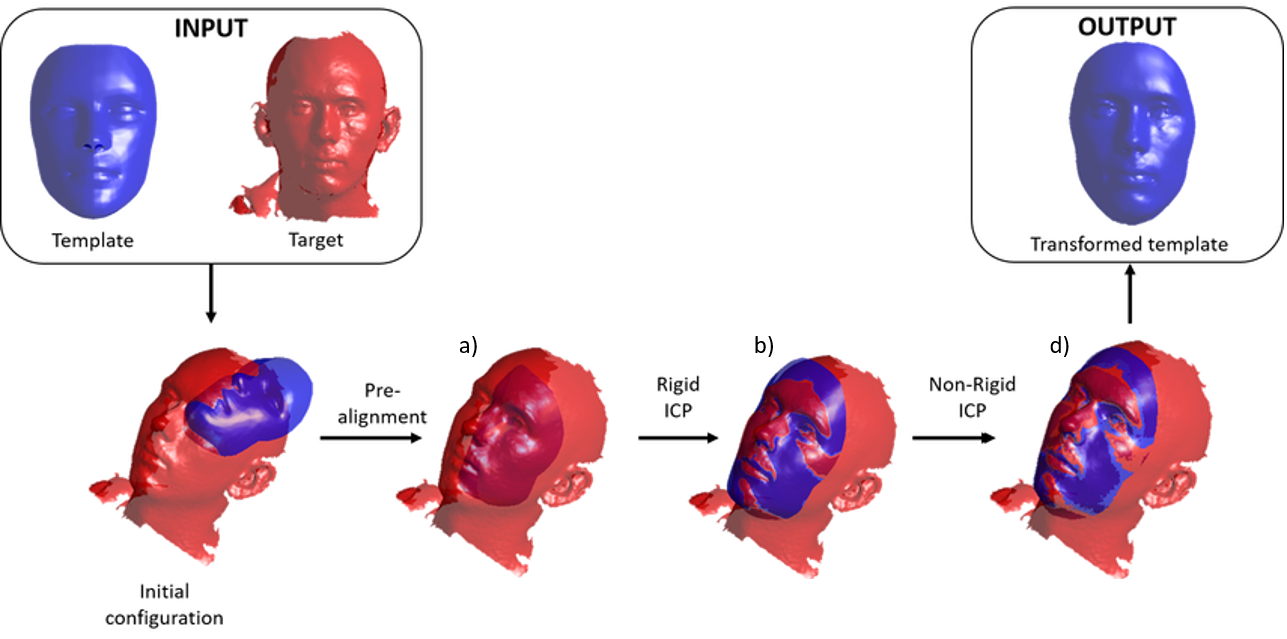 INPUT
Template
Target
OUTPUT
Transformed template
Initial
configuration
Pre-
alignment
a)
Rigid
ICP
b)
Non-Rigid
ICP
d)